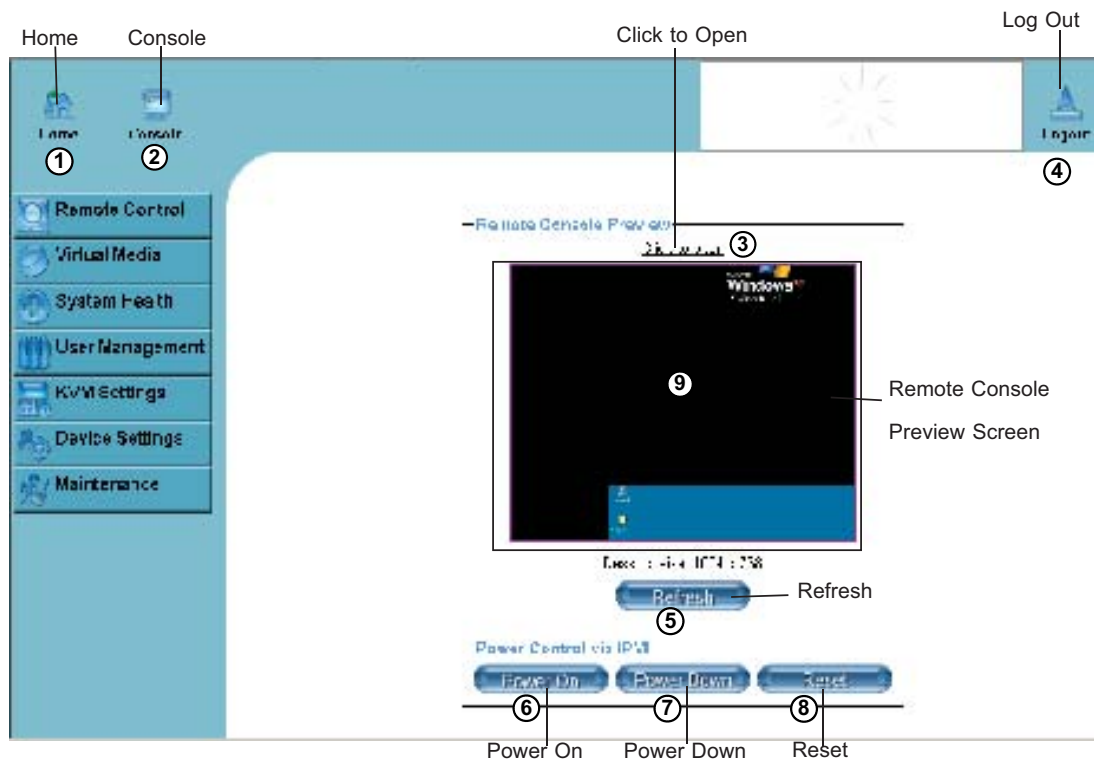 Home Console Click to Open Log Out
Home Console Logout
1 2 4
Remote Control
Virtual Media
System Health
User Management
KVM Settings
Device Settings
Maintenance
Remote Console Preview
3
Windows
9
Remote Console
Preview Screen
Refresh Refresh
5
Power Control via IPMI
Power On Power Down Reset
6 7 8
Power On Power Down Reset